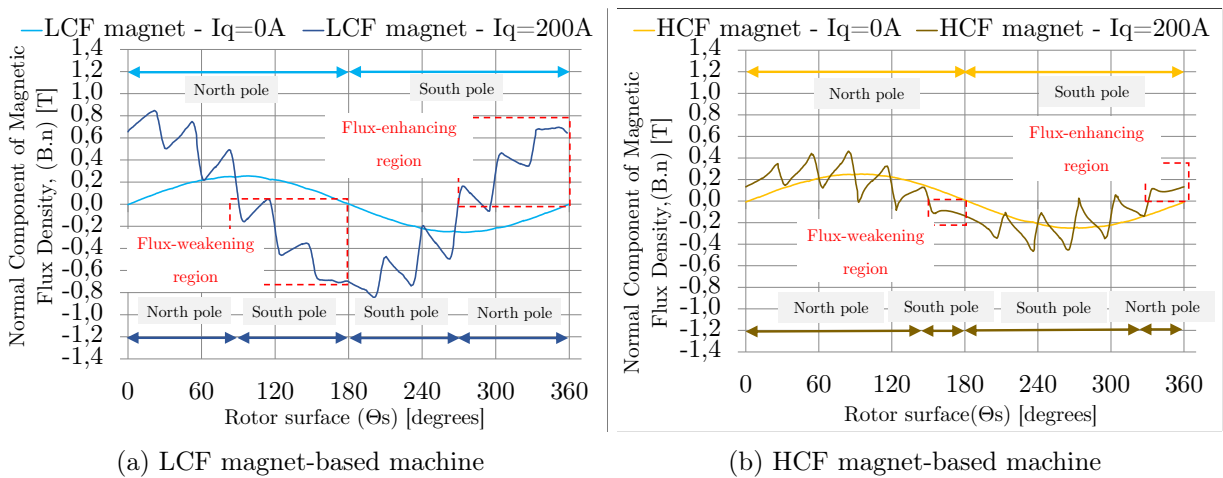 LCF magnet - Iq=0A LCF magnet - Iq=200A
Normal Component of Magnetic
Flux Density, (B.n) [T]
1,4
1,2
1,0
0,8
0,6
0,4
0,2
0,0
-0,2
-0,4
-0,6
-0,8
-1,0
-1,2
-1,4
North pole
South pole
Flux-enhancing
region
Flux-weakening
region
North pole
South pole
South pole
North pole
0 60 120 180 240 300 360
Rotor surface (Θs) [degrees]
(a) LCF magnet-based machine
HCF magnet - Iq=0A HCF magnet - Iq=200A
Normal Component of Magnetic
Flux Density,(B.n) [T]
1,4
1,2
1,0
0,8
0,6
0,4
0,2
0,0
-0,2
-0,4
-0,6
-0,8
-1,0
-1,2
-1,4
North pole
South pole
Flux-enhancing
region
Flux-weakening
region
North pole
South pole
South pole
North pole
0 60 120 180 240 300 360
Rotor surface(Θs) [degrees]
(b) HCF magnet-based machine